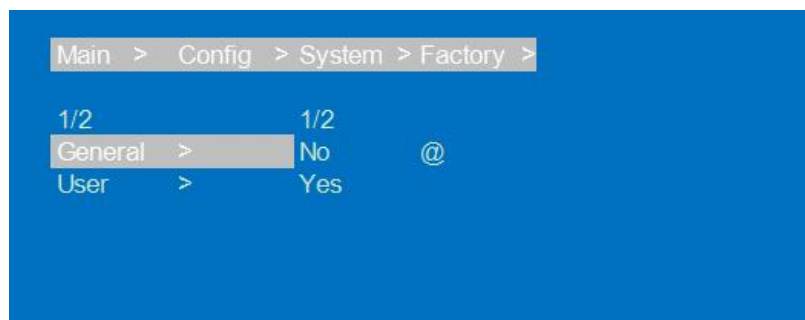 Main > Config > System > Factory >
1/2 1/2
General > No @
User > Yes